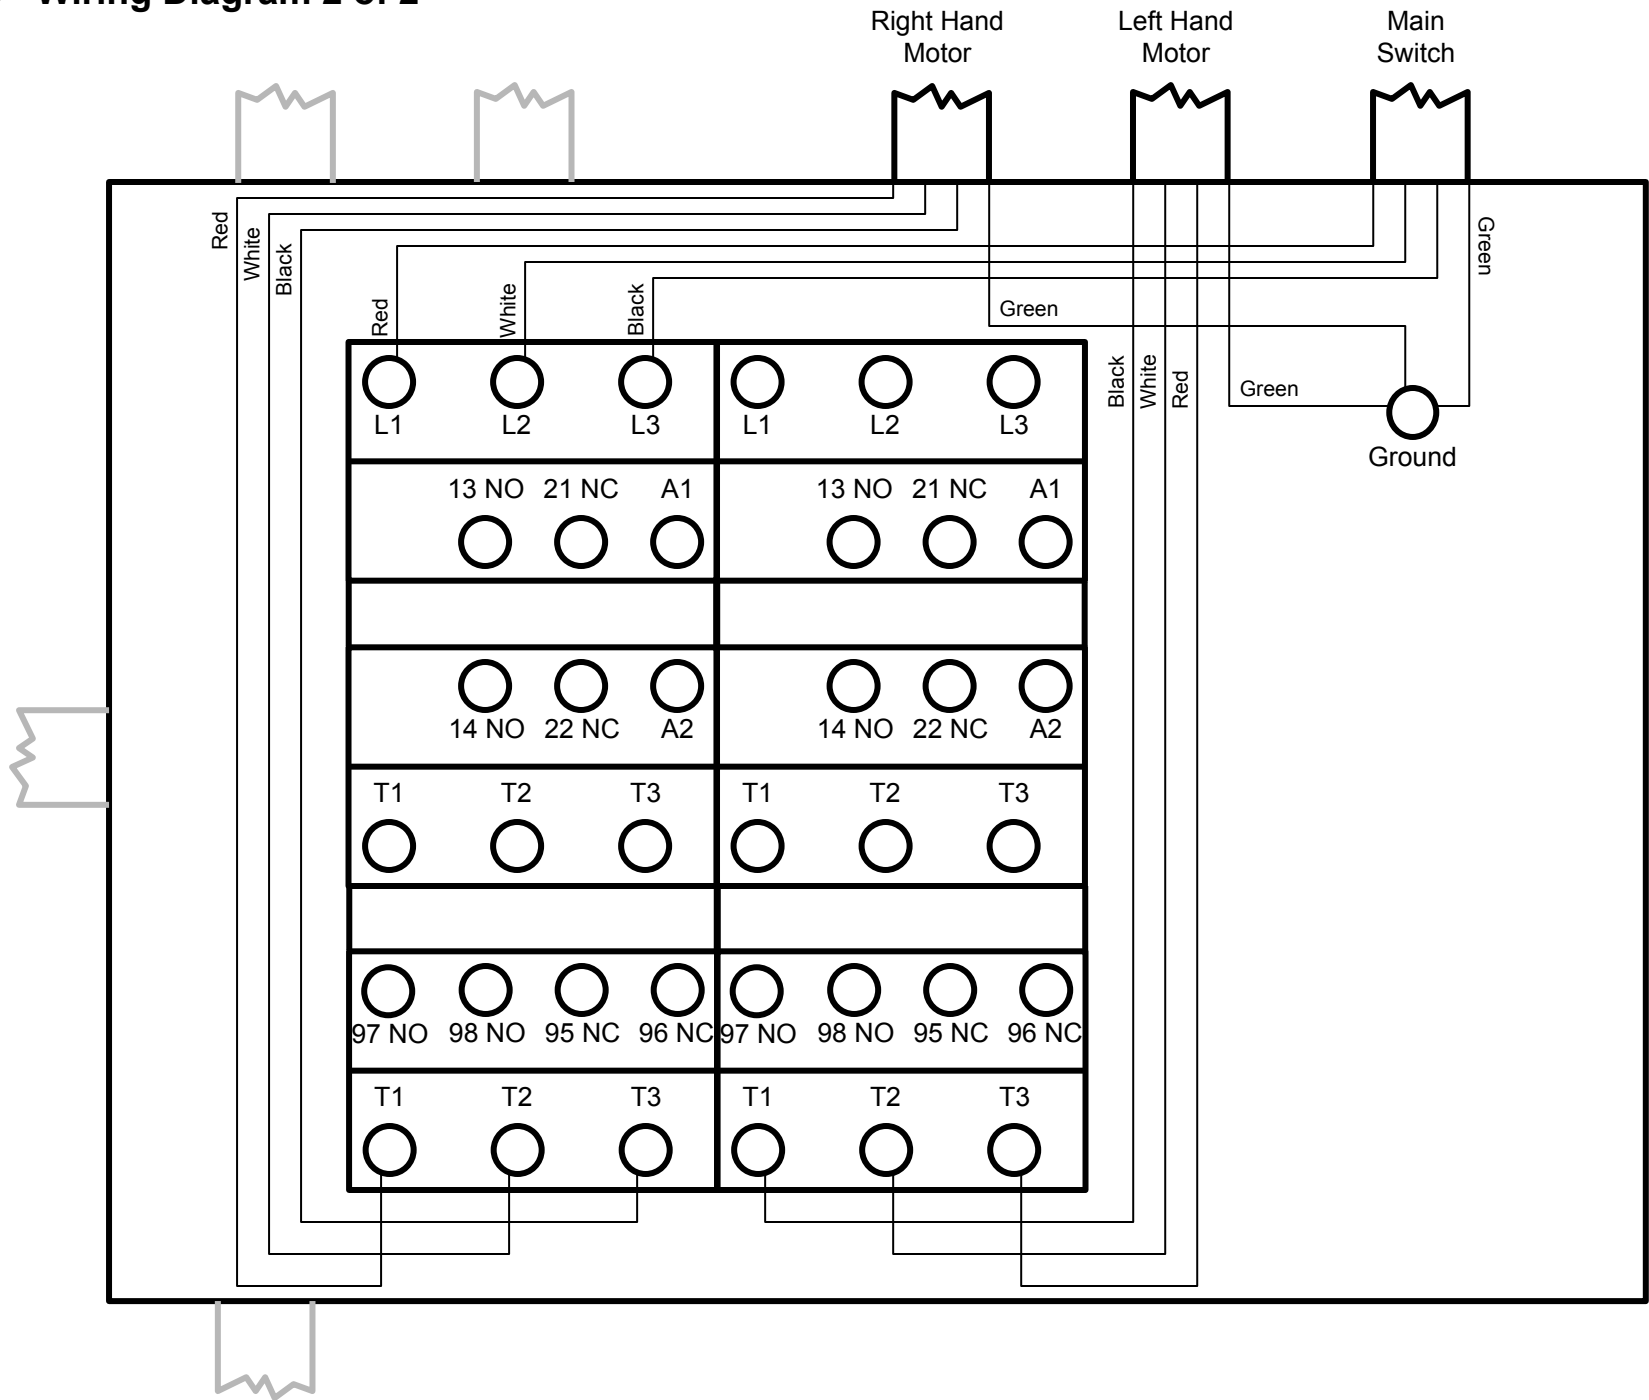 Wiring Diagram 2 of 2
Right Hand
Motor
Left Hand
Motor
Main
Switch
Red
White
Black
Red
White
Black
Green
Green
Black
White
Red
Green
Ground
L1 L2 L3 L1 L2 L3
13 NO 21 NC A1 13 NO 21 NC A1
14 NO 22 NC A2 14 NO 22 NC A2
T1 T2 T3 T1 T2 T3
97 NO 98 NO 95 NC 96 NC 97 NO 98 NO 95 NC 96 NC
T1 T2 T3 T1 T2 T3